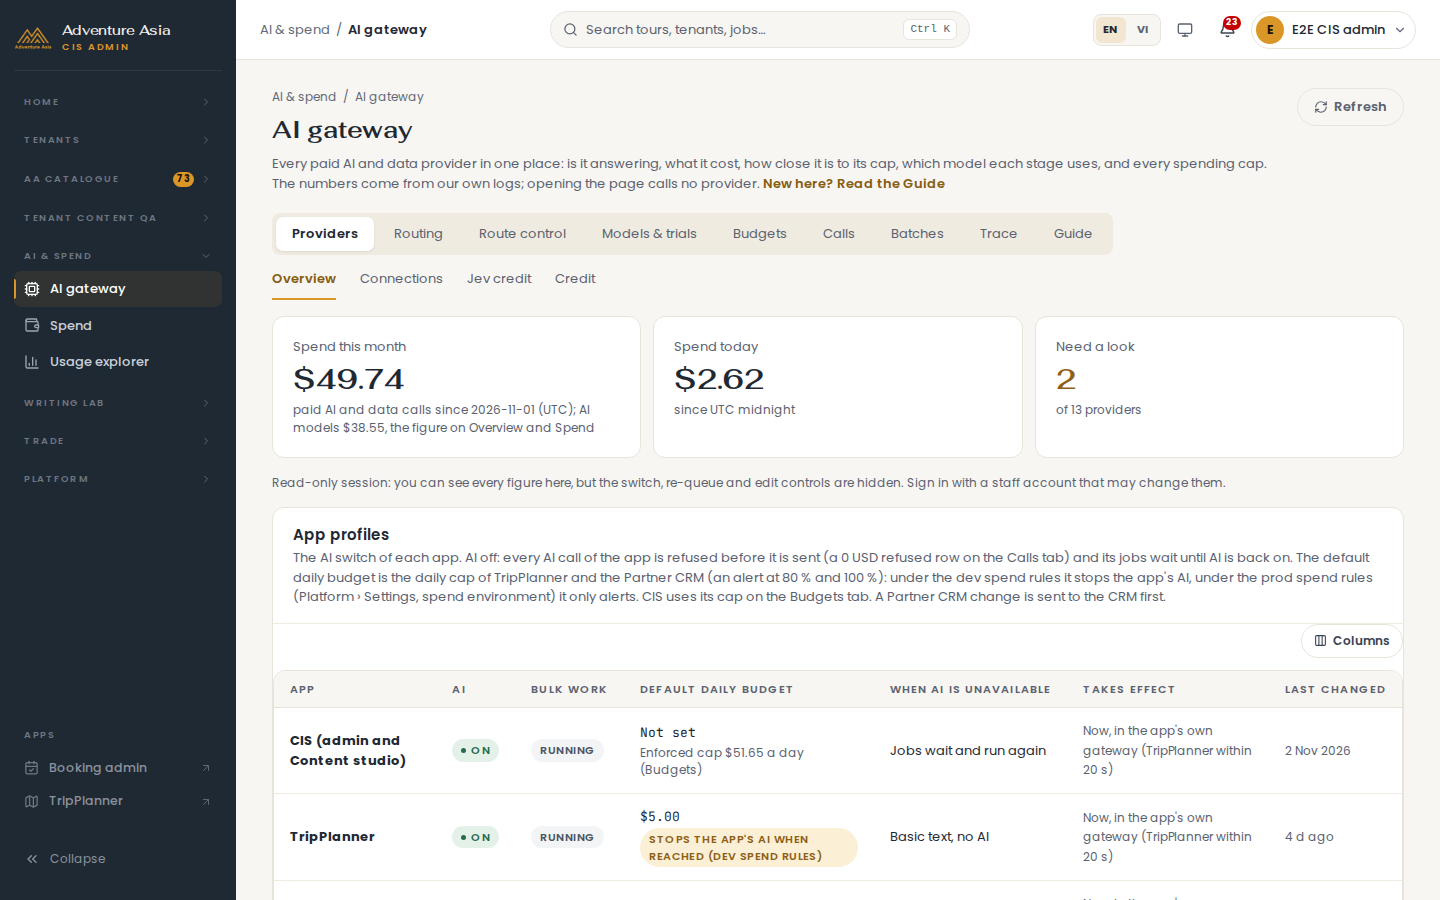 Adventure Asia
Adventure Asia
CIS ADMIN
HOME
TENANTS
AA CATALOGUE 73
TENANT CONTENT QA
AI & SPEND
AI gateway
Spend
Usage explorer
WRITING LAB
TRADE
PLATFORM
APPS
Booking admin
TripPlanner
Collapse
AI & spend / AI gateway
Search tours, tenants, jobs... Ctrl K
EN VI
23
E E2E CIS admin
AI & spend / AI gateway
AI gateway
Refresh
Every paid AI and data provider in one place: is it answering, what it cost, how close it is to its cap, which model each stage uses, and every spending cap.
The numbers come from our own logs; opening the page calls no provider. New here? Read the Guide
Providers Routing Route control Models & trials Budgets Calls Batches Trace Guide
Overview Connections Jev credit Credit
Spend this month
$49.74
paid AI and data calls since 2026-11-01 (UTC); AI
models $38.55, the figure on Overview and Spend
Spend today
$2.62
since UTC midnight
Need a look
2
of 13 providers
Read-only session: you can see every figure here, but the switch, re-queue and edit controls are hidden. Sign in with a staff account that may change them.
App profiles
The AI switch of each app. AI off: every AI call of the app is refused before it is sent (a 0 USD refused row on the Calls tab) and its jobs wait until AI is back on. The default
daily budget is the daily cap of TripPlanner and the Partner CRM (an alert at 80 % and 100 %): under the dev spend rules it stops the app's AI, under the prod spend rules
(Platform › Settings, spend environment) it only alerts. CIS uses its cap on the Budgets tab. A Partner CRM change is sent to the CRM first.
Columns
APP AI BULK WORK DEFAULT DAILY BUDGET WHEN AI IS UNAVAILABLE TAKES EFFECT LAST CHANGED
CIS (admin and
Content studio)
ON
RUNNING
Not set
Enforced cap $51.65 a day
(Budgets)
Jobs wait and run again
Now, in the app's own
gateway (TripPlanner within
20 s)
2 Nov 2026
TripPlanner
ON
RUNNING
$5.00
STOPS THE APP'S AI WHEN
REACHED (DEV SPEND RULES)
Basic text, no AI
Now, in the app's own
gateway (TripPlanner within
20 s)
4 d ago